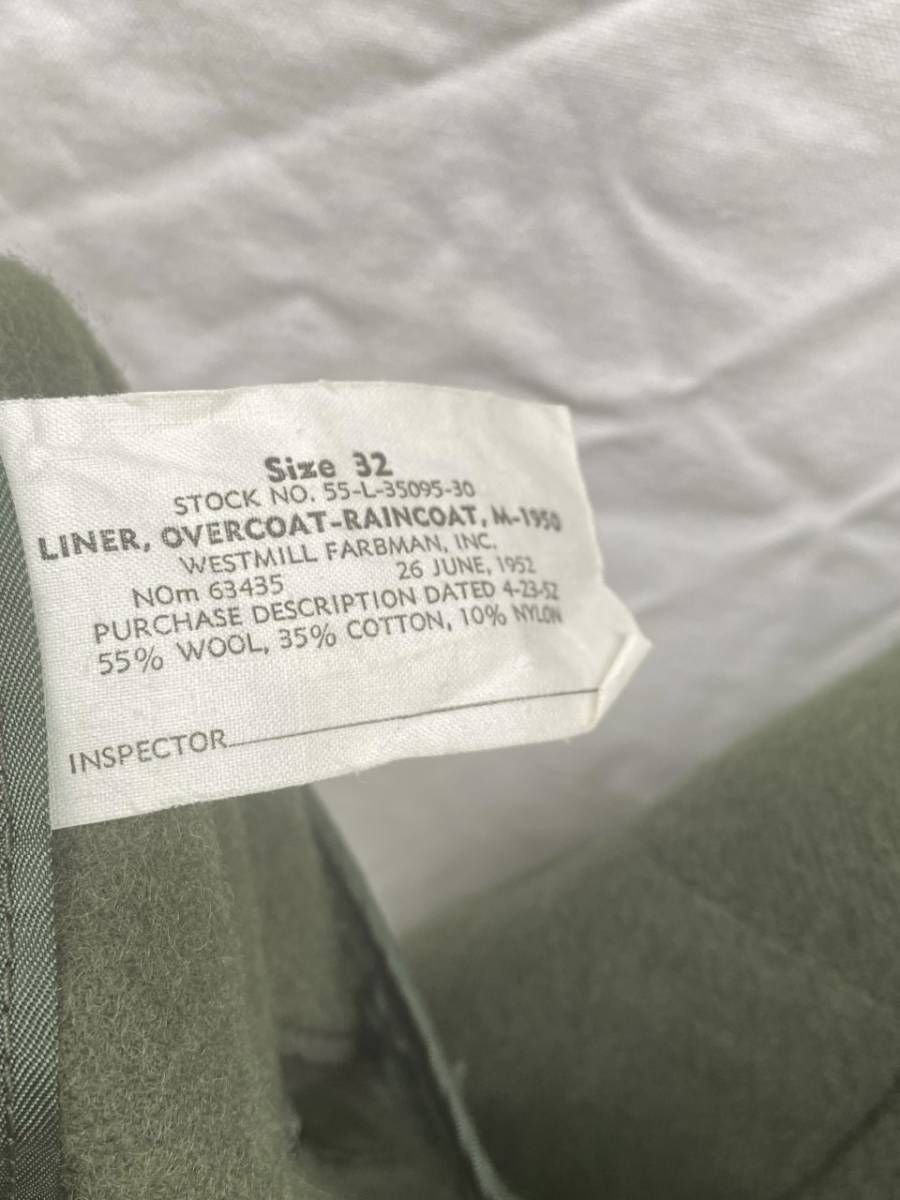 Size 32
STOCK NO. 55-L-35095-30
LINER, OVERCOAT-RAINCOAT, M-1950
WESTMILL FARBMAN, INC.
NOm 63435 26 JUNE, 1952
PURCHASE DESCRIPTION DATED 4-23-52
55% WOOL, 35% COTTON, 10% NYLON
INSPECTOR